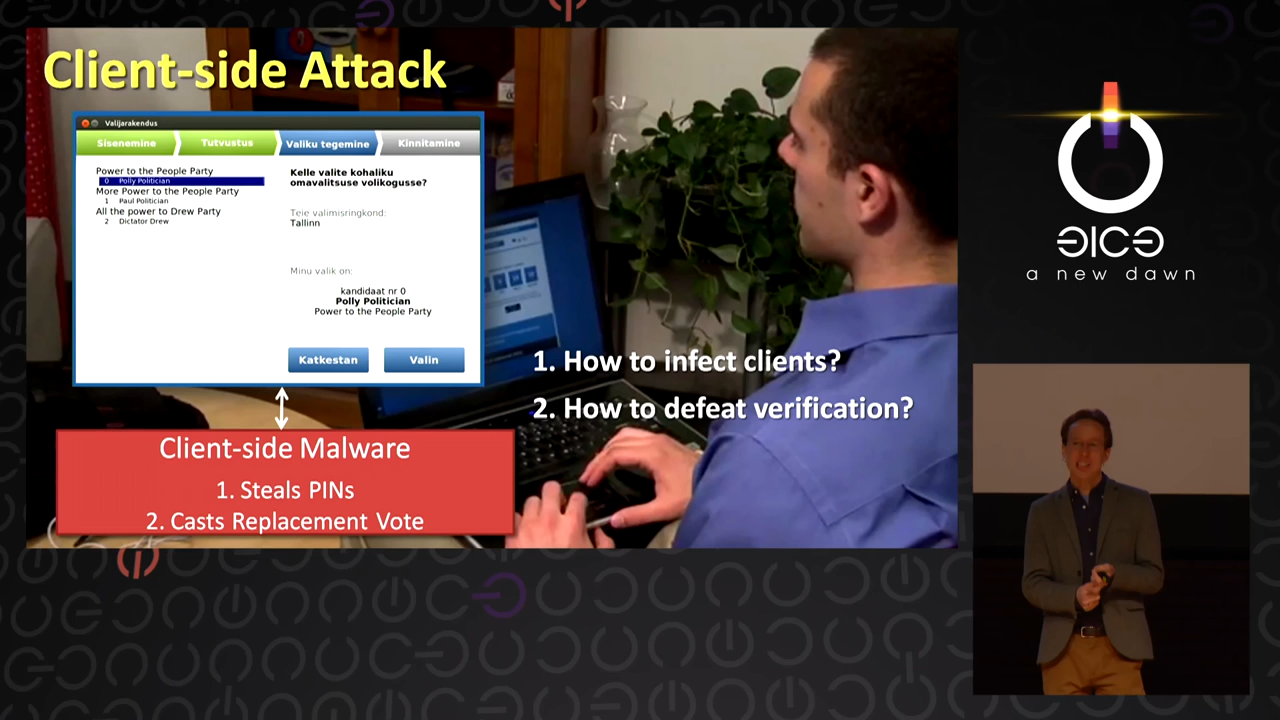 Client-side Attack
Valijarakendus
Sisenemine
Tutvustus
Valiku tegemine
Kinnitamine
Power to the People Party
0 Polly Politician
More Power to the People Party
1 Paul Politician
All the power to Drew Party
2 Dictator Drew
Kelle valite kohaliku
omavalitsuse volikogusse?
Teie valimisringkond:
Tallinn
Minu valik on:
kandidaat nr 0
Polly Politician
Power to the People Party
Katkestan
Valin
1. How to infect clients?
2. How to defeat verification?
Client-side Malware
1. Steals PINs
2. Casts Replacement Vote
a new dawn